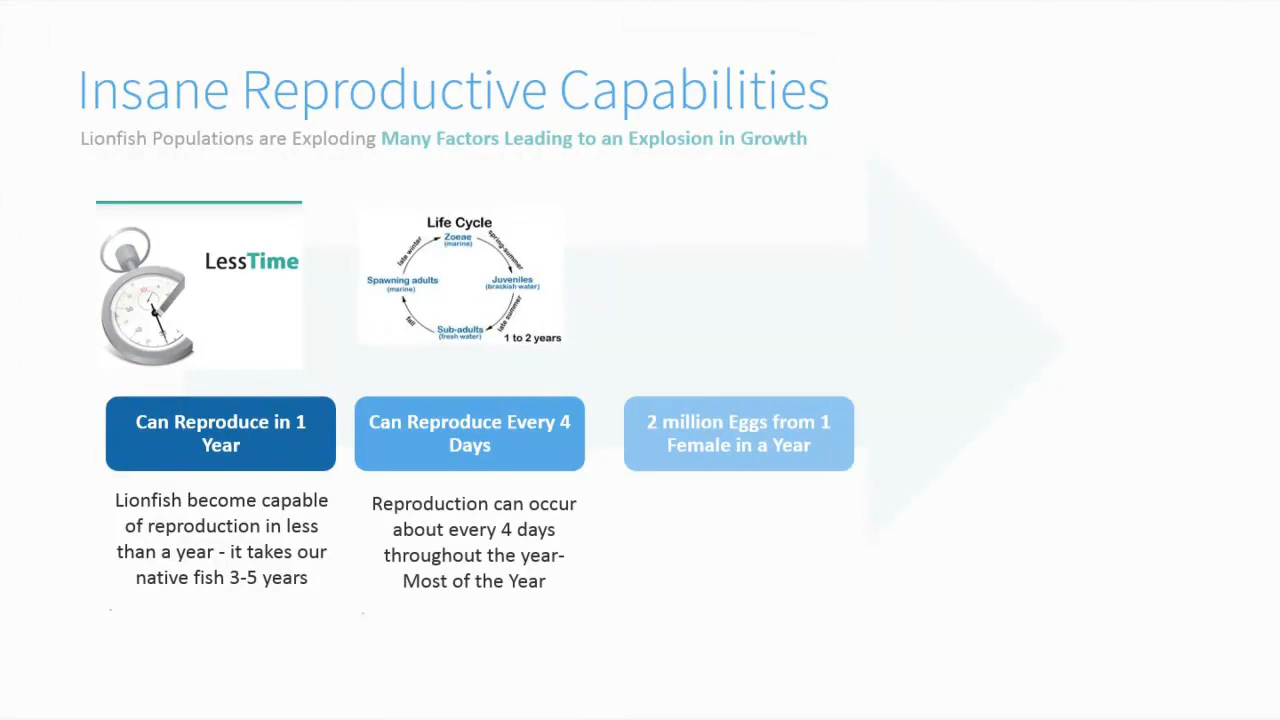 Insane Reproductive Capabilities
Lionfish Populations are Exploding Many Factors Leading to an Explosion in Growth
LessTime
Life Cycle
Zoeae
(marine)
late winter
spring-summer
Spawning adults
(marine)
Juveniles
(brackish water)
fall
late summer
Sub-adults
(fresh water)
1 to 2 years
Can Reproduce in 1
Year
Can Reproduce Every 4
Days
2 million Eggs from 1
Female in a Year
Lionfish become capable
of reproduction in less
than a year - it takes our
native fish 3-5 years
.
Reproduction can occur
about every 4 days
throughout the year-
Most of the Year
.